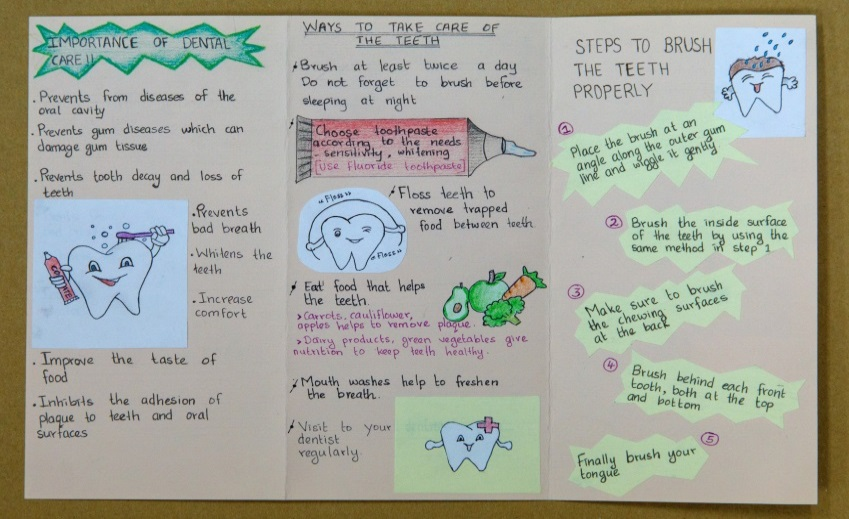 IMPORTANCE OF DENTAL
CARE!!
. Prevents from diseases of the
oral cavity
. Prevents gum diseases which can
damage gum tissue
. Prevents tooth decay and loss of
teeth
. Prevents
bad breath
. Whitens the
teeth
. Increase
comfort
. Improve the taste of
food
. Inhibits the adhesion of
plaque to teeth and oral
surfaces
WAYS TO TAKE CARE OF
THE TEETH
Brush at least twice a day
Do not forget to brush before
sleeping at night
Choose toothpaste
according to the needs
- sensitivity, whitening
[Use fluoride toothpaste]
Floss teeth to
remove trapped
food between teeth
"Floss"
"Floss"
Eat food that helps
the teeth.
> Carrots, cauliflower,
apples helps to remove plaque.
> Dairy products, green vegetables give
nutrition to keep teeth healthy.
Mouth washes help to freshen
the breath.
Visit to your
dentist
regularly.
STEPS TO BRUSH
THE TEETH
PROPERLY
1
Place the brush at an
angle along the outer gum
line and wiggle it gently
2
Brush the inside surface
of the teeth by using the
same method in step 1
3
Make sure to brush
the chewing surfaces
at the back
4
Brush behind each front
tooth, both at the top
and bottom
5
Finally brush your
tongue